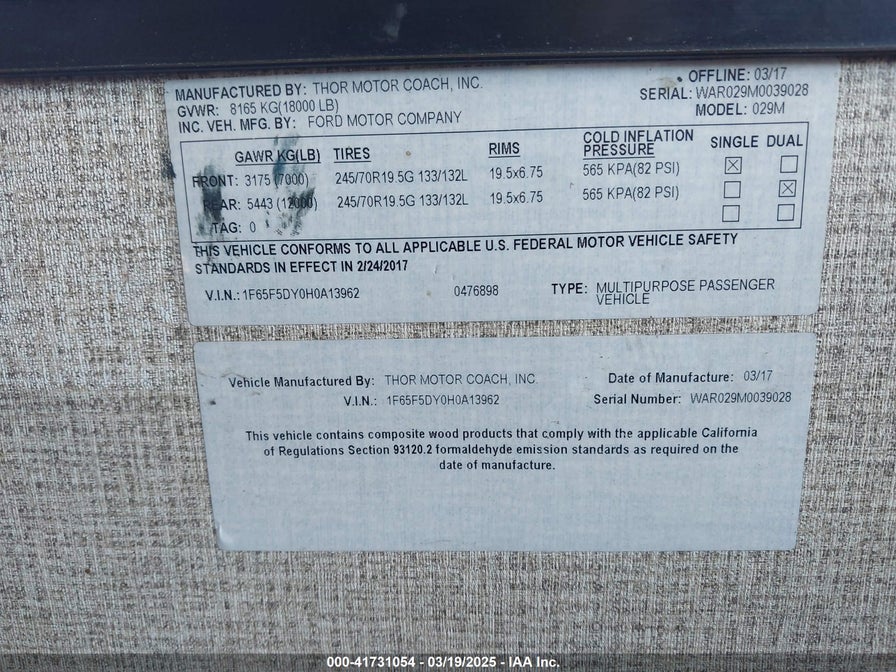 MANUFACTURED BY: THOR MOTOR COACH, INC.
OFFLINE: 03/17
GVWR: 8165 KG(18000 LB)
SERIAL: WAR029M0039028
INC. VEH. MFG. BY: FORD MOTOR COMPANY
MODEL: 029M
GAWR KG(LB) TIRES RIMS COLD INFLATION PRESSURE SINGLE DUAL
FRONT: 3175 (7000) 245/70R19.5G 133/132L 19.5x6.75 565 KPA(82 PSI) ☒ ☐
REAR: 5443 (12000) 245/70R19.5G 133/132L 19.5x6.75 565 KPA(82 PSI) ☐ ☒
TAG: 0 ☐ ☐
THIS VEHICLE CONFORMS TO ALL APPLICABLE U.S. FEDERAL MOTOR VEHICLE SAFETY
STANDARDS IN EFFECT IN 2/24/2017
V.I.N.: 1F65F5DY0H0A13962 0476898 TYPE: MULTIPURPOSE PASSENGER
VEHICLE
Vehicle Manufactured By: THOR MOTOR COACH, INC. Date of Manufacture: 03/17
V.I.N.: 1F65F5DY0H0A13962 Serial Number: WAR029M0039028
This vehicle contains composite wood products that comply with the applicable California
of Regulations Section 93120.2 formaldehyde emission standards as required on the
date of manufacture.
000-41731054 - 03/19/2025 - IAA Inc.